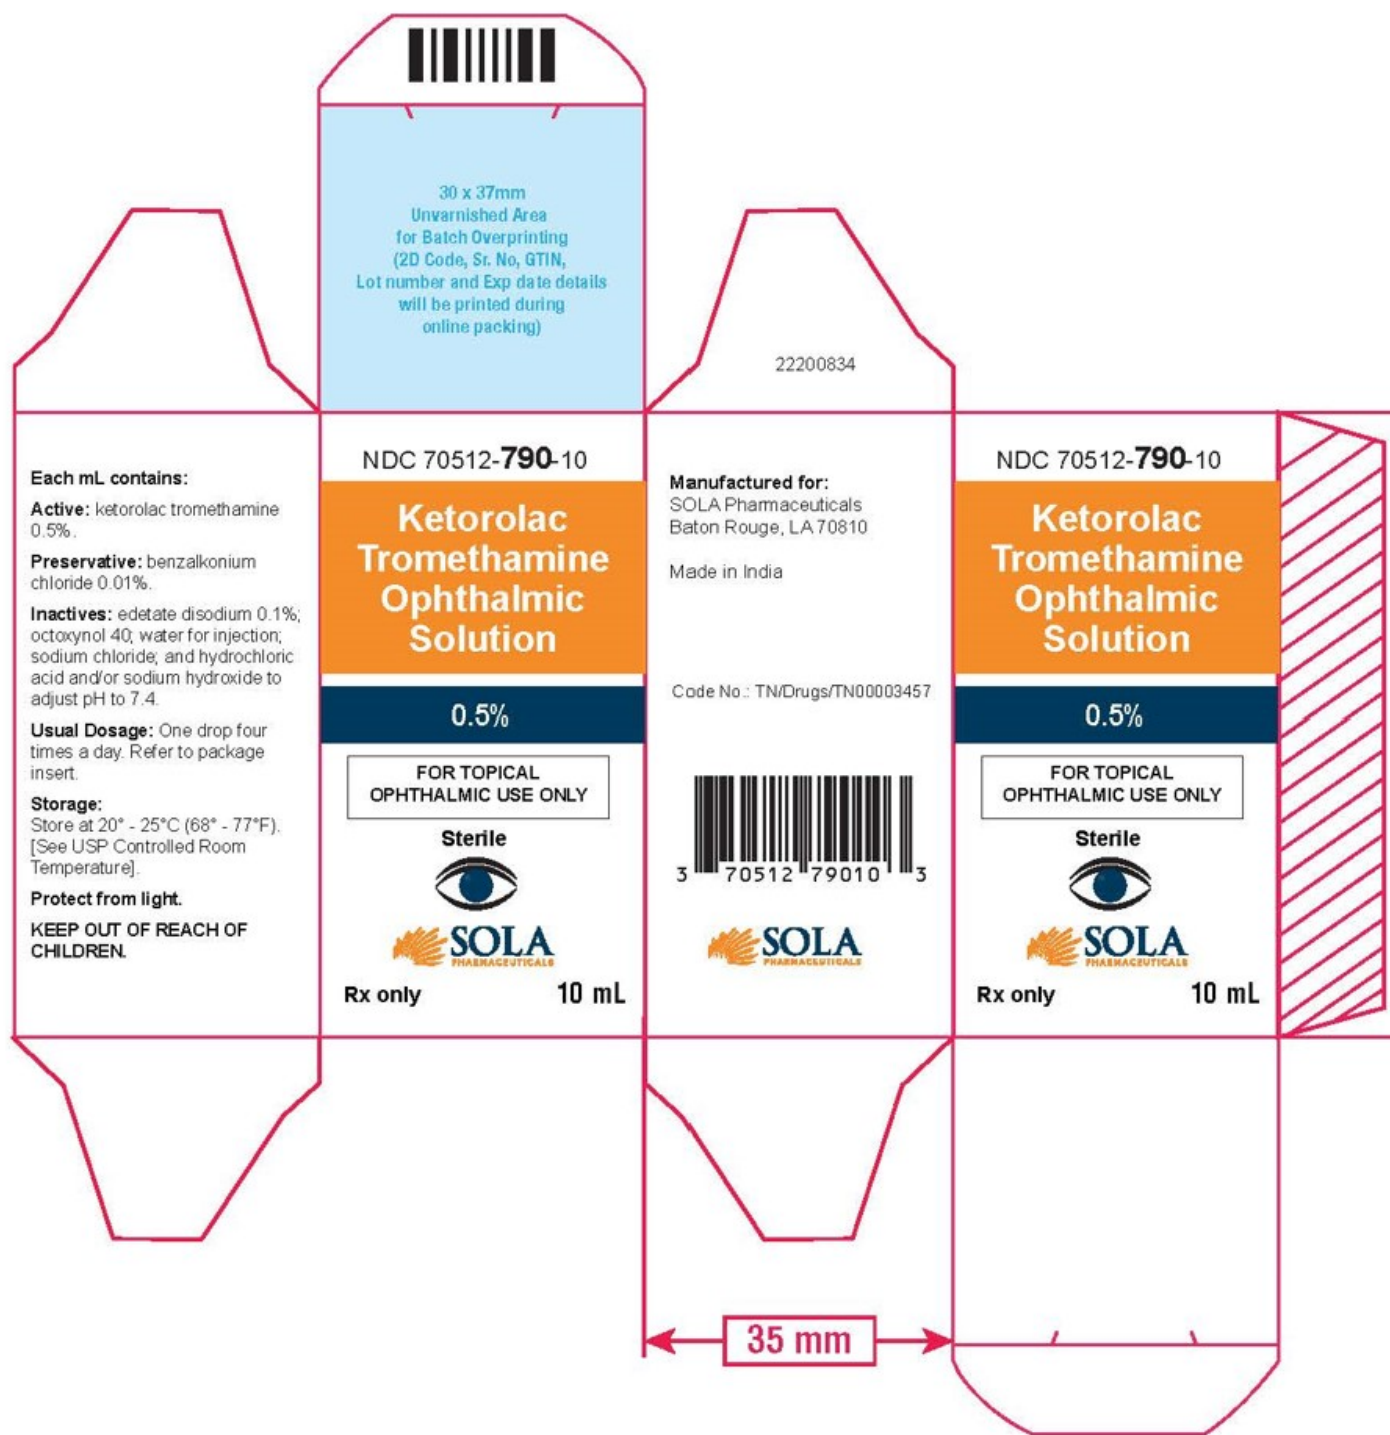 30 x 37mm
Unvarnished Area
for Batch Overprinting
(2D Code, Sr. No, GTIN,
Lot number and Exp date details
will be printed during
online packing)
22200834
Each mL contains:
Active: ketorolac tromethamine
0.5%.
Preservative: benzalkonium
chloride 0.01%.
Inactives: edetate disodium 0.1%;
octoxynol 40; water for injection;
sodium chloride; and hydrochloric
acid and/or sodium hydroxide to
adjust pH to 7.4.
Usual Dosage: One drop four
times a day. Refer to package
insert.
Storage:
Store at 20° - 25°C (68° - 77°F).
[See USP Controlled Room
Temperature].
Protect from light.
KEEP OUT OF REACH OF
CHILDREN.
NDC 70512-790-10
Ketorolac
Tromethamine
Ophthalmic
Solution
0.5%
FOR TOPICAL
OPHTHALMIC USE ONLY
Sterile
SOLA
PHARMACEUTICALS
Rx only 10 mL
Manufactured for:
SOLA Pharmaceuticals
Baton Rouge, LA 70810
Made in India
Code No.: TN/Drugs/TN00003457
3 70512 79010 3
SOLA
PHARMACEUTICALS
NDC 70512-790-10
Ketorolac
Tromethamine
Ophthalmic
Solution
0.5%
FOR TOPICAL
OPHTHALMIC USE ONLY
Sterile
SOLA
PHARMACEUTICALS
Rx only 10 mL
35 mm